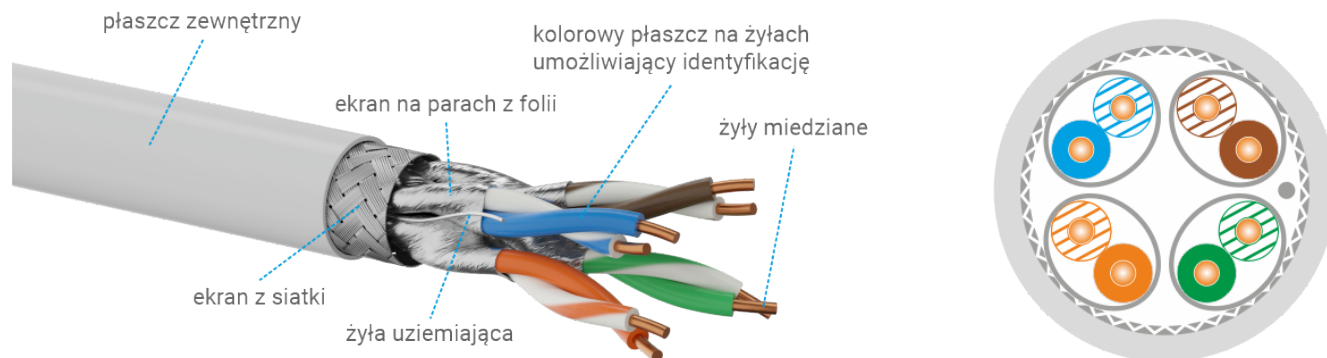 płaszcz zewnętrzny
kolorowy płaszcz na żyłach
umożliwiający identyfikację
ekran na parach z folii
żyły miedziane
ekran z siatki
żyła uziemiająca